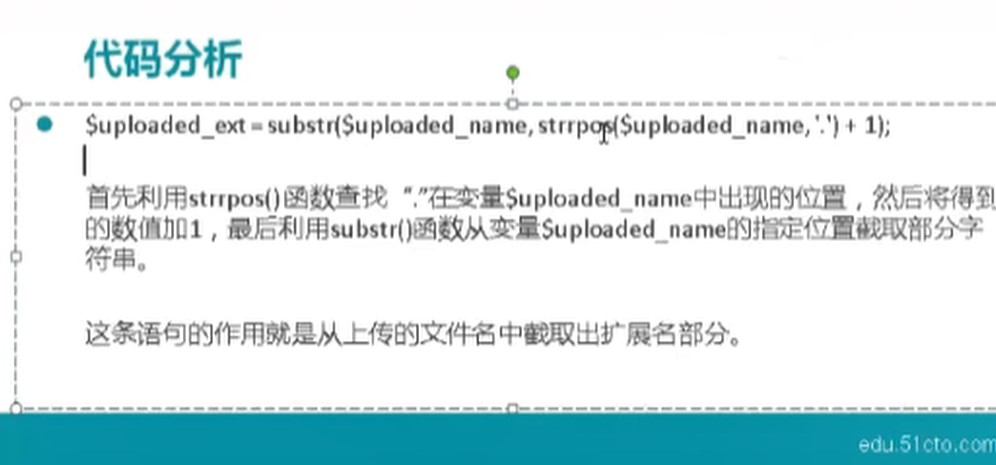 代码分析
$uploaded_ext = substr($uploaded_name, strrpos($uploaded_name, '.') + 1);
首先利用strrpos()函数查找 “.”在变量$uploaded_name中出现的位置，然后将得到
的数值加1，最后利用substr()函数从变量$uploaded_name的指定位置截取部分字
符串。
这条语句的作用就是从上传的文件名中截取出扩展名部分。
edu.51cto.com